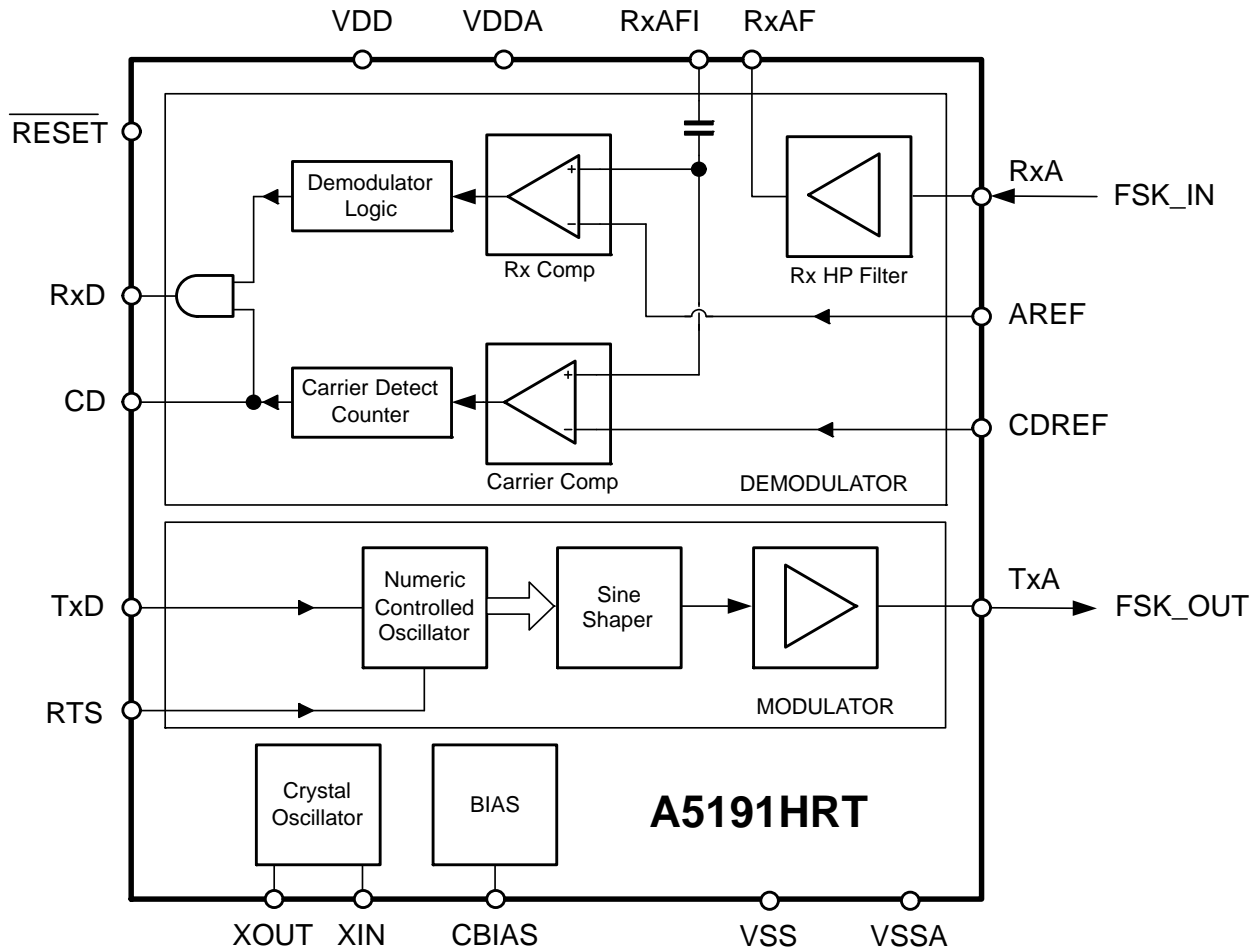 VDD
VDDA
RxAFI
RxAF
RESET
Demodulator
Logic
+
−
Rx Comp
Rx HP Filter
RxA
FSK_IN
RxD
AREF
CD
Carrier Detect
Counter
+
−
Carrier Comp
CDREF
DEMODULATOR
TxD
Numeric
Controlled
Oscillator
Sine
Shaper
TxA
FSK_OUT
RTS
MODULATOR
Crystal
Oscillator
BIAS
A5191HRT
XOUT
XIN
CBIAS
VSS
VSSA